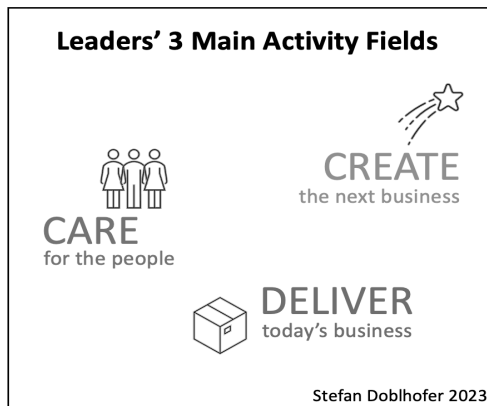 Leaders’ 3 Main Activity Fields
CREATE
the next business
CARE
for the people
DELIVER
today’s business
Stefan Doblhofer 2023